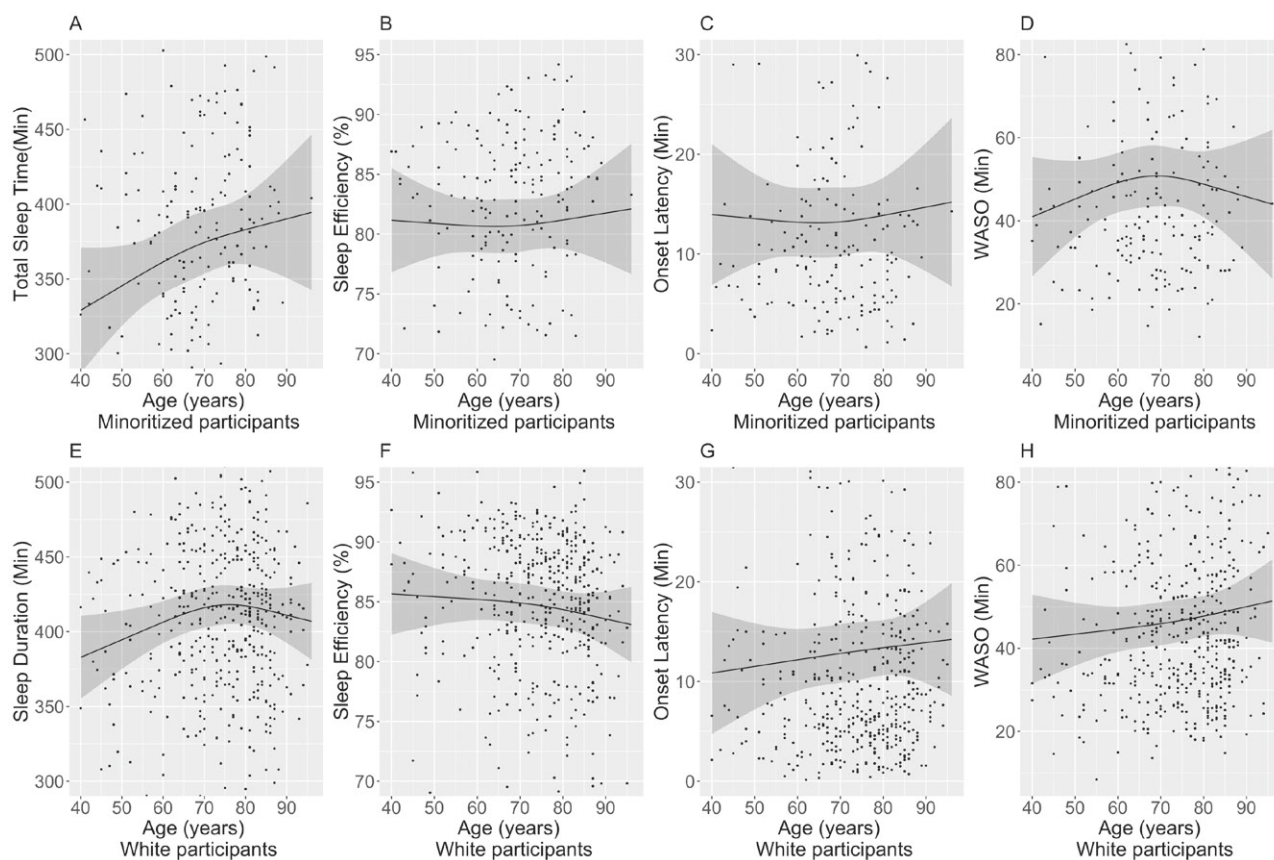 A
B
C
D
Total Sleep Time(Min)
500
450
400
350
300
40 50 60 70 80 90
Age (years)
Minoritized participants
Sleep Efficiency (%)
95
90
85
80
75
70
40 50 60 70 80 90
Age (years)
Minoritized participants
Onset Latency (Min)
30
20
10
0
40 50 60 70 80 90
Age (years)
Minoritized participants
WASO (Min)
80
60
40
20
40 50 60 70 80 90
Age (years)
Minoritized participants
E
F
G
H
Sleep Duration (Min)
500
450
400
350
300
40 50 60 70 80 90
Age (years)
White participants
Sleep Efficiency (%)
95
90
85
80
75
70
40 50 60 70 80 90
Age (years)
White participants
Onset Latency (Min)
30
20
10
0
40 50 60 70 80 90
Age (years)
White participants
WASO (Min)
80
60
40
20
40 50 60 70 80 90
Age (years)
White participants